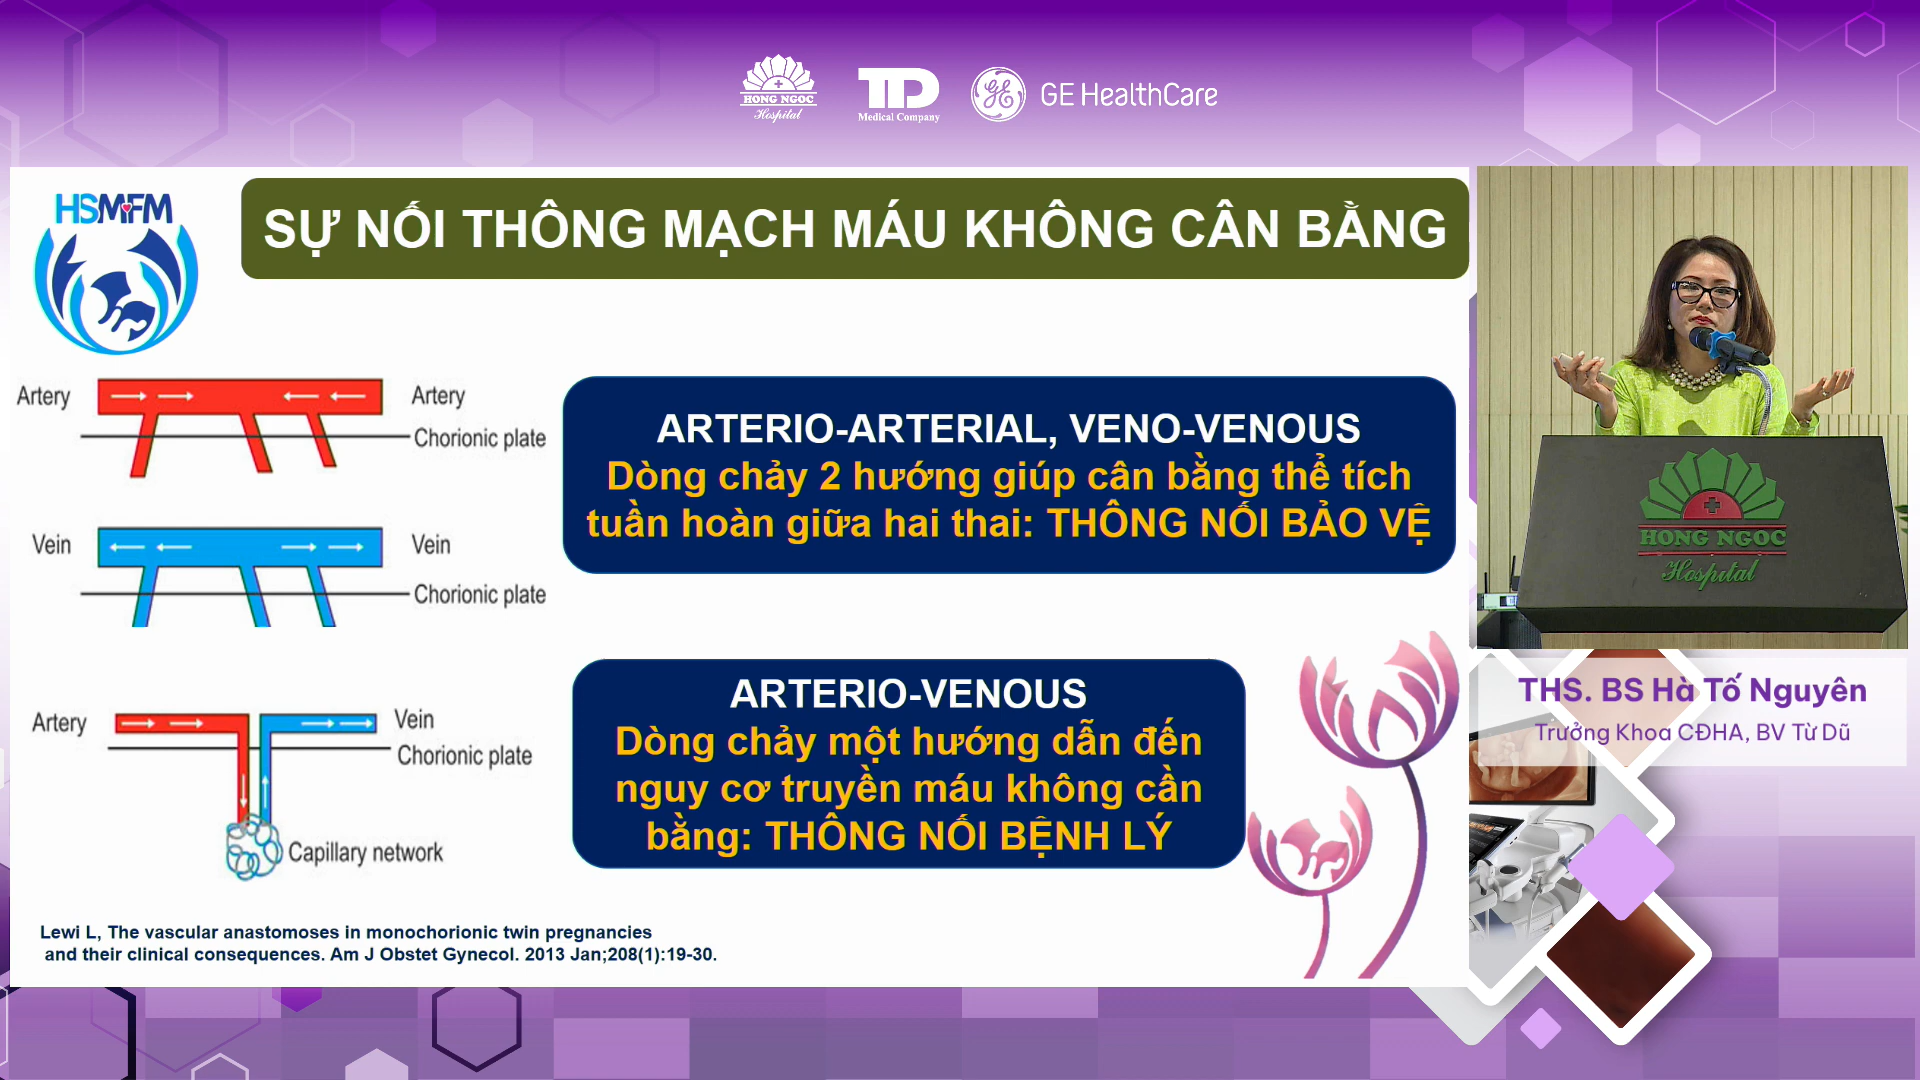 HONG NGOC
Hospital
TD
Medical Company
GE HealthCare
HSMFM
SỰ NỐI THÔNG MẠCH MÁU KHÔNG CÂN BẰNG
Artery
Artery
Chorionic plate
Vein
Vein
Chorionic plate
Artery
Vein
Chorionic plate
Capillary network
ARTERIO-ARTERIAL, VENO-VENOUS
Dòng chảy 2 hướng giúp cân bằng thể tích
tuần hoàn giữa hai thai: THÔNG NỐI BẢO VỆ
ARTERIO-VENOUS
Dòng chảy một hướng dẫn đến
nguy cơ truyền máu không cần
bằng: THÔNG NỐI BỆNH LÝ
Lewi L, The vascular anastomoses in monochorionic twin pregnancies
and their clinical consequences. Am J Obstet Gynecol. 2013 Jan;208(1):19-30.
HONG NGOC
Hospital
THS. BS Hà Tố Nguyên
Trưởng Khoa CĐHA, BV Từ Dũ